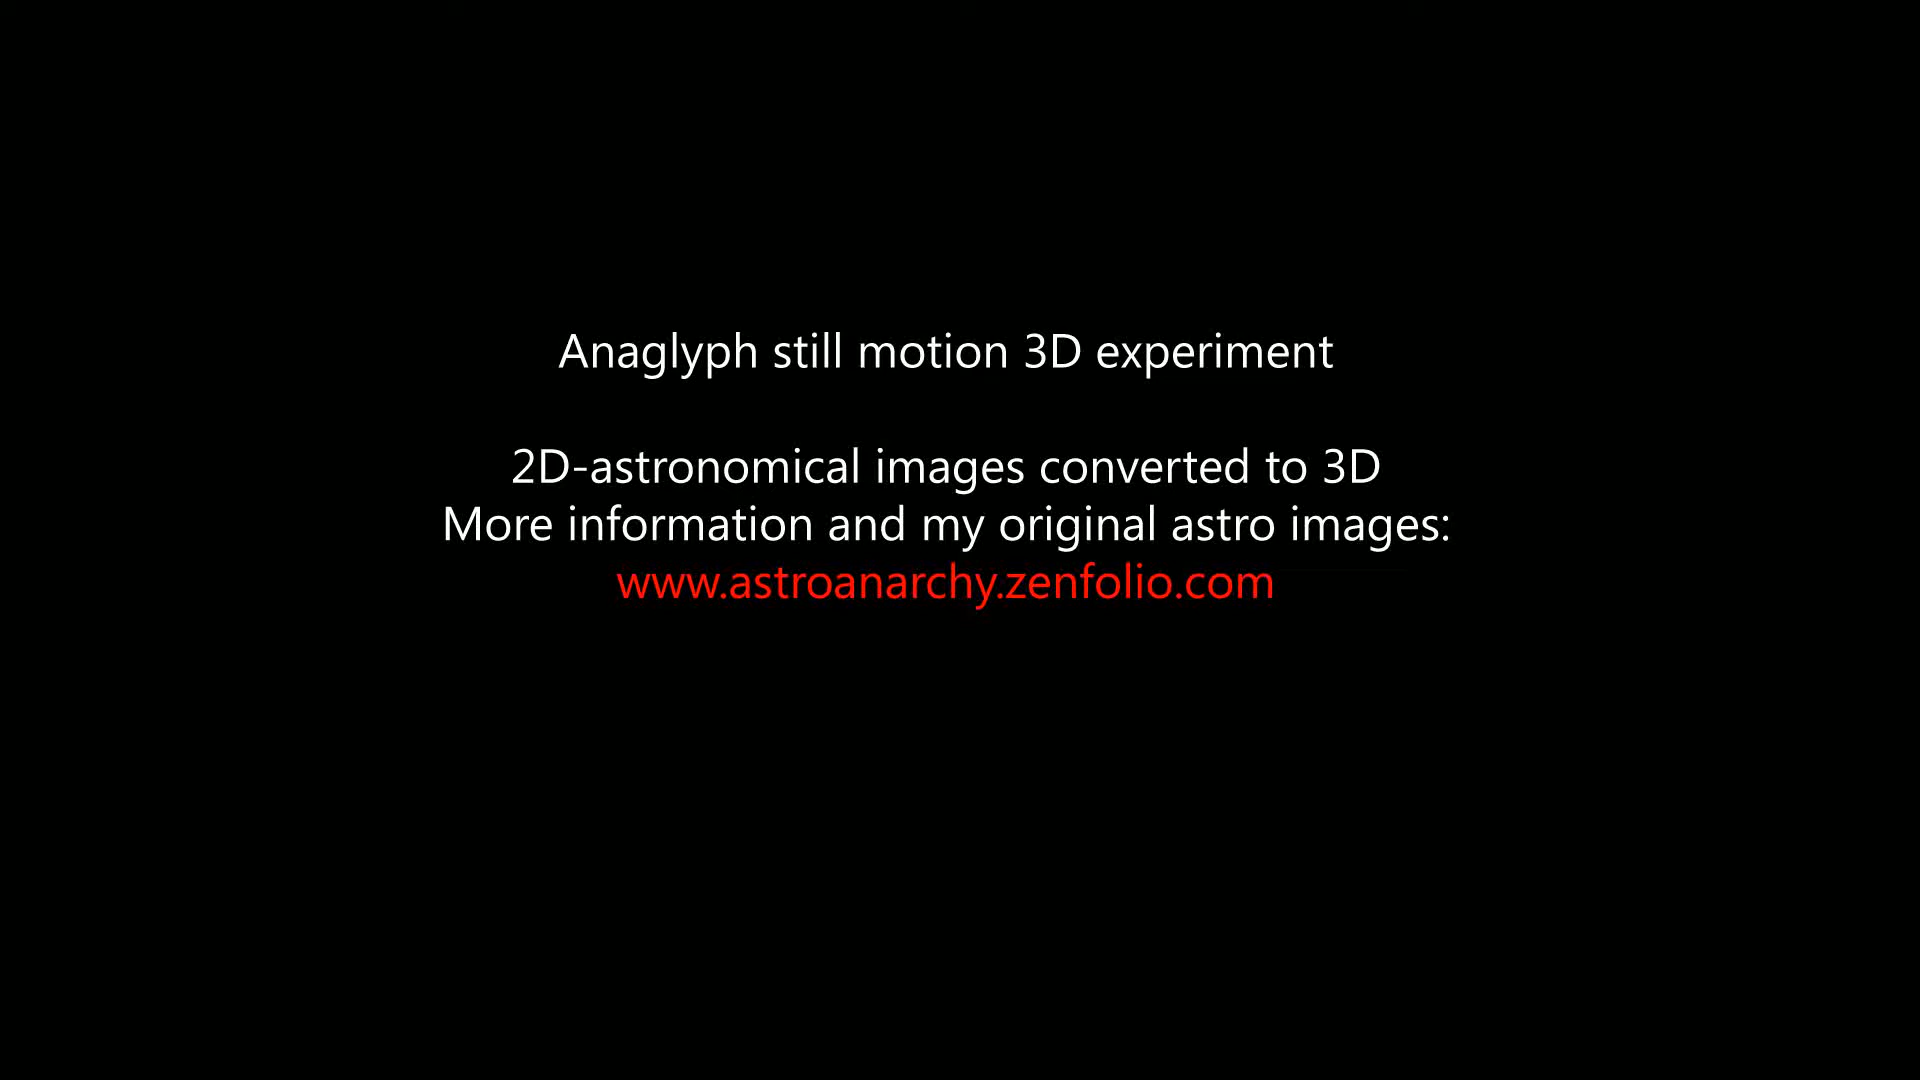 Anaglyph still motion 3D experiment
2D-astronomical images converted to 3D
More information and my original astro images:
www.astroanarchy.zenfolio.com